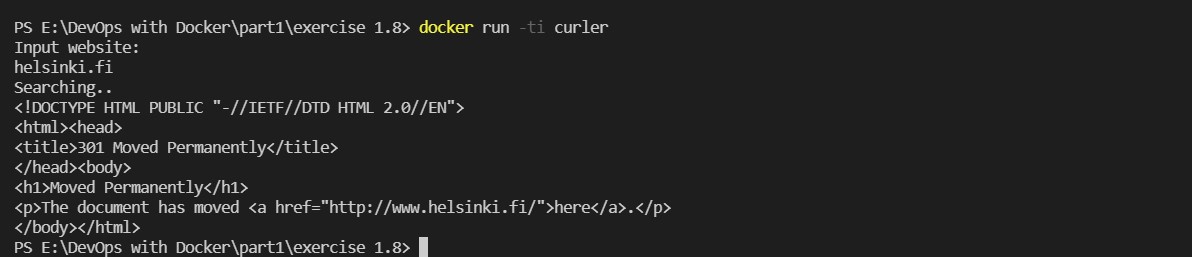 PS E:\DevOps with Docker\part1\exercise 1.8> docker run -ti curler
Input website:
helsinki.fi
Searching..
<!DOCTYPE HTML PUBLIC "-//IETF//DTD HTML 2.0//EN">
<html><head>
<title>301 Moved Permanently</title>
</head><body>
<h1>Moved Permanently</h1>
<p>The document has moved <a href="http://www.helsinki.fi/">here</a>.</p>
</body></html>
PS E:\DevOps with Docker\part1\exercise 1.8>